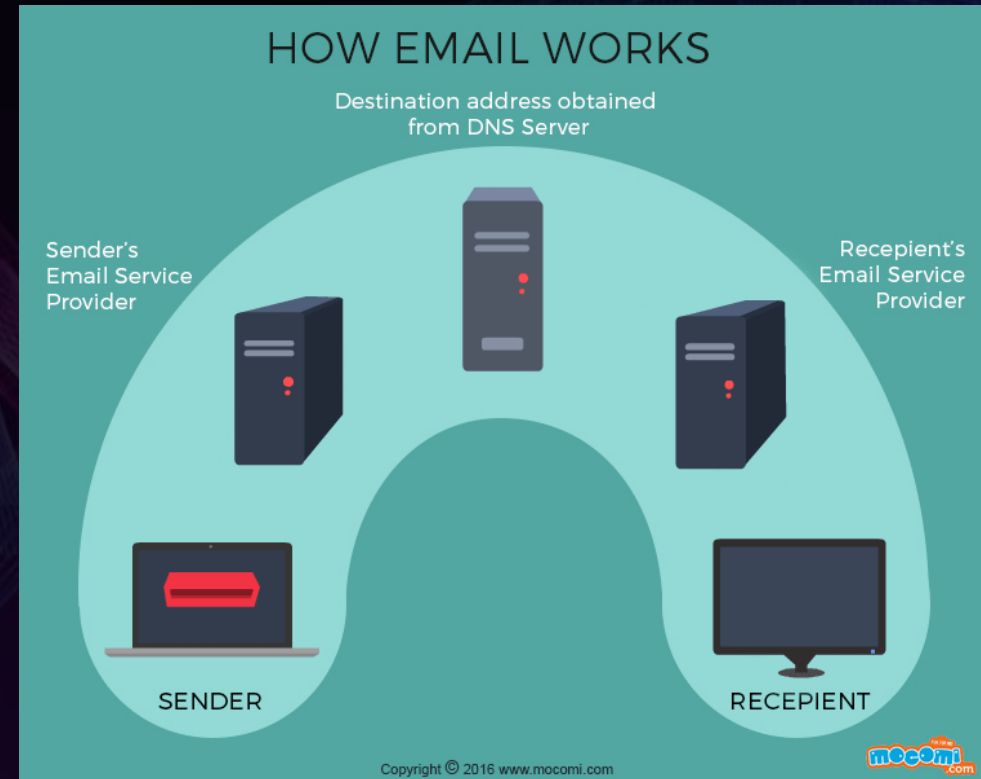 HOW EMAIL WORKS
Destination address obtained
from DNS Server
Sender's
Email Service
Provider
Recepient's
Email Service
Provider
SENDER
RECEPIENT
Copyright © 2016 www.mocomi.com
mocomi
.com